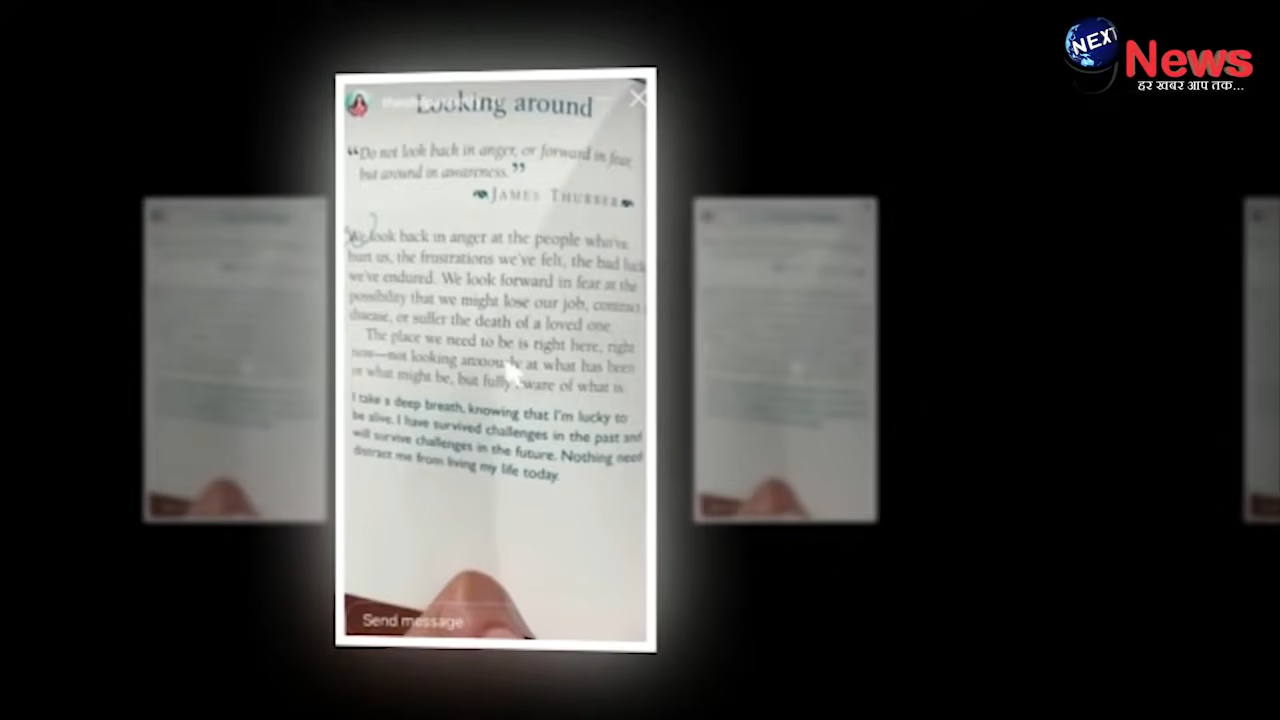 NEXT
News
हर खबर आप तक...
Looking around
“Do not look back in anger, or forward in fear,
but around in awareness.”
JAMES THURBER
We look back in anger at the people who've
hurt us, the frustrations we've felt, the bad luck
we've endured. We look forward in fear at the
possibility that we might lose our job, contract
disease, or suffer the death of a loved one
The place we need to be is right here, right
now—not looking anxiously at what has been
or what might be, but fully aware of what is.
I take a deep breath, knowing that I'm lucky to
be alive. I have survived challenges in the past and
will survive challenges in the future. Nothing need
distract me from living my life today.
Send message